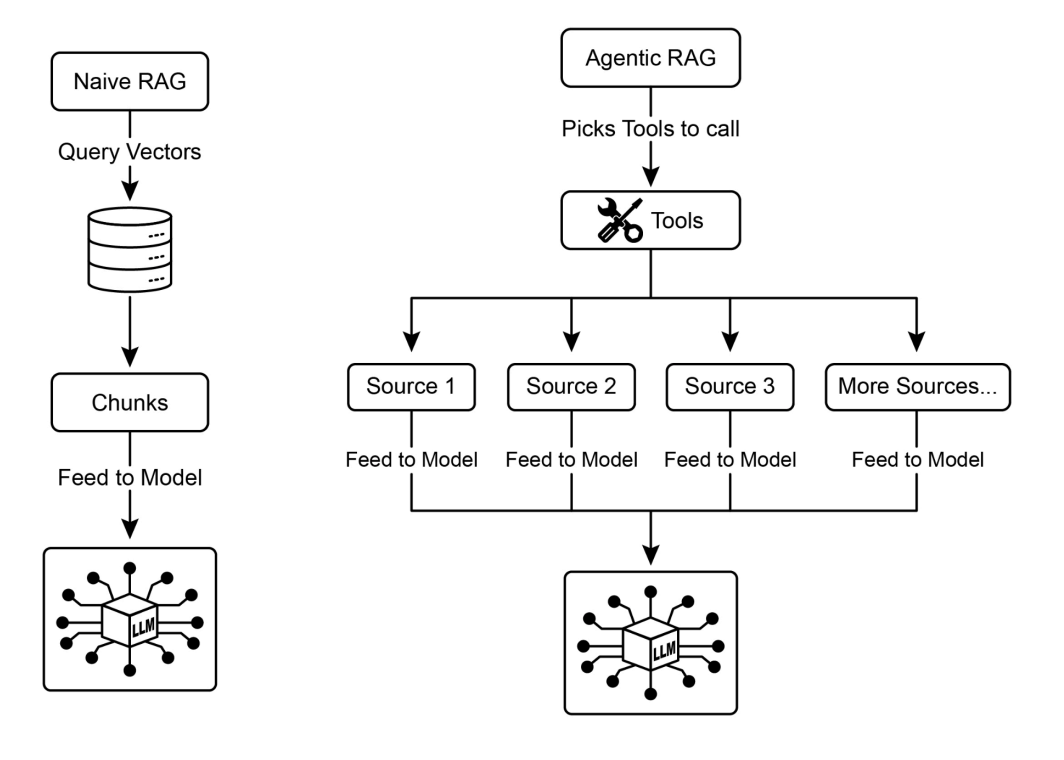 Naive RAG
Query Vectors
Chunks
Feed to Model
LLM
Agentic RAG
Picks Tools to call
Tools
Source 1
Source 2
Source 3
More Sources...
Feed to Model
Feed to Model
Feed to Model
Feed to Model
LLM